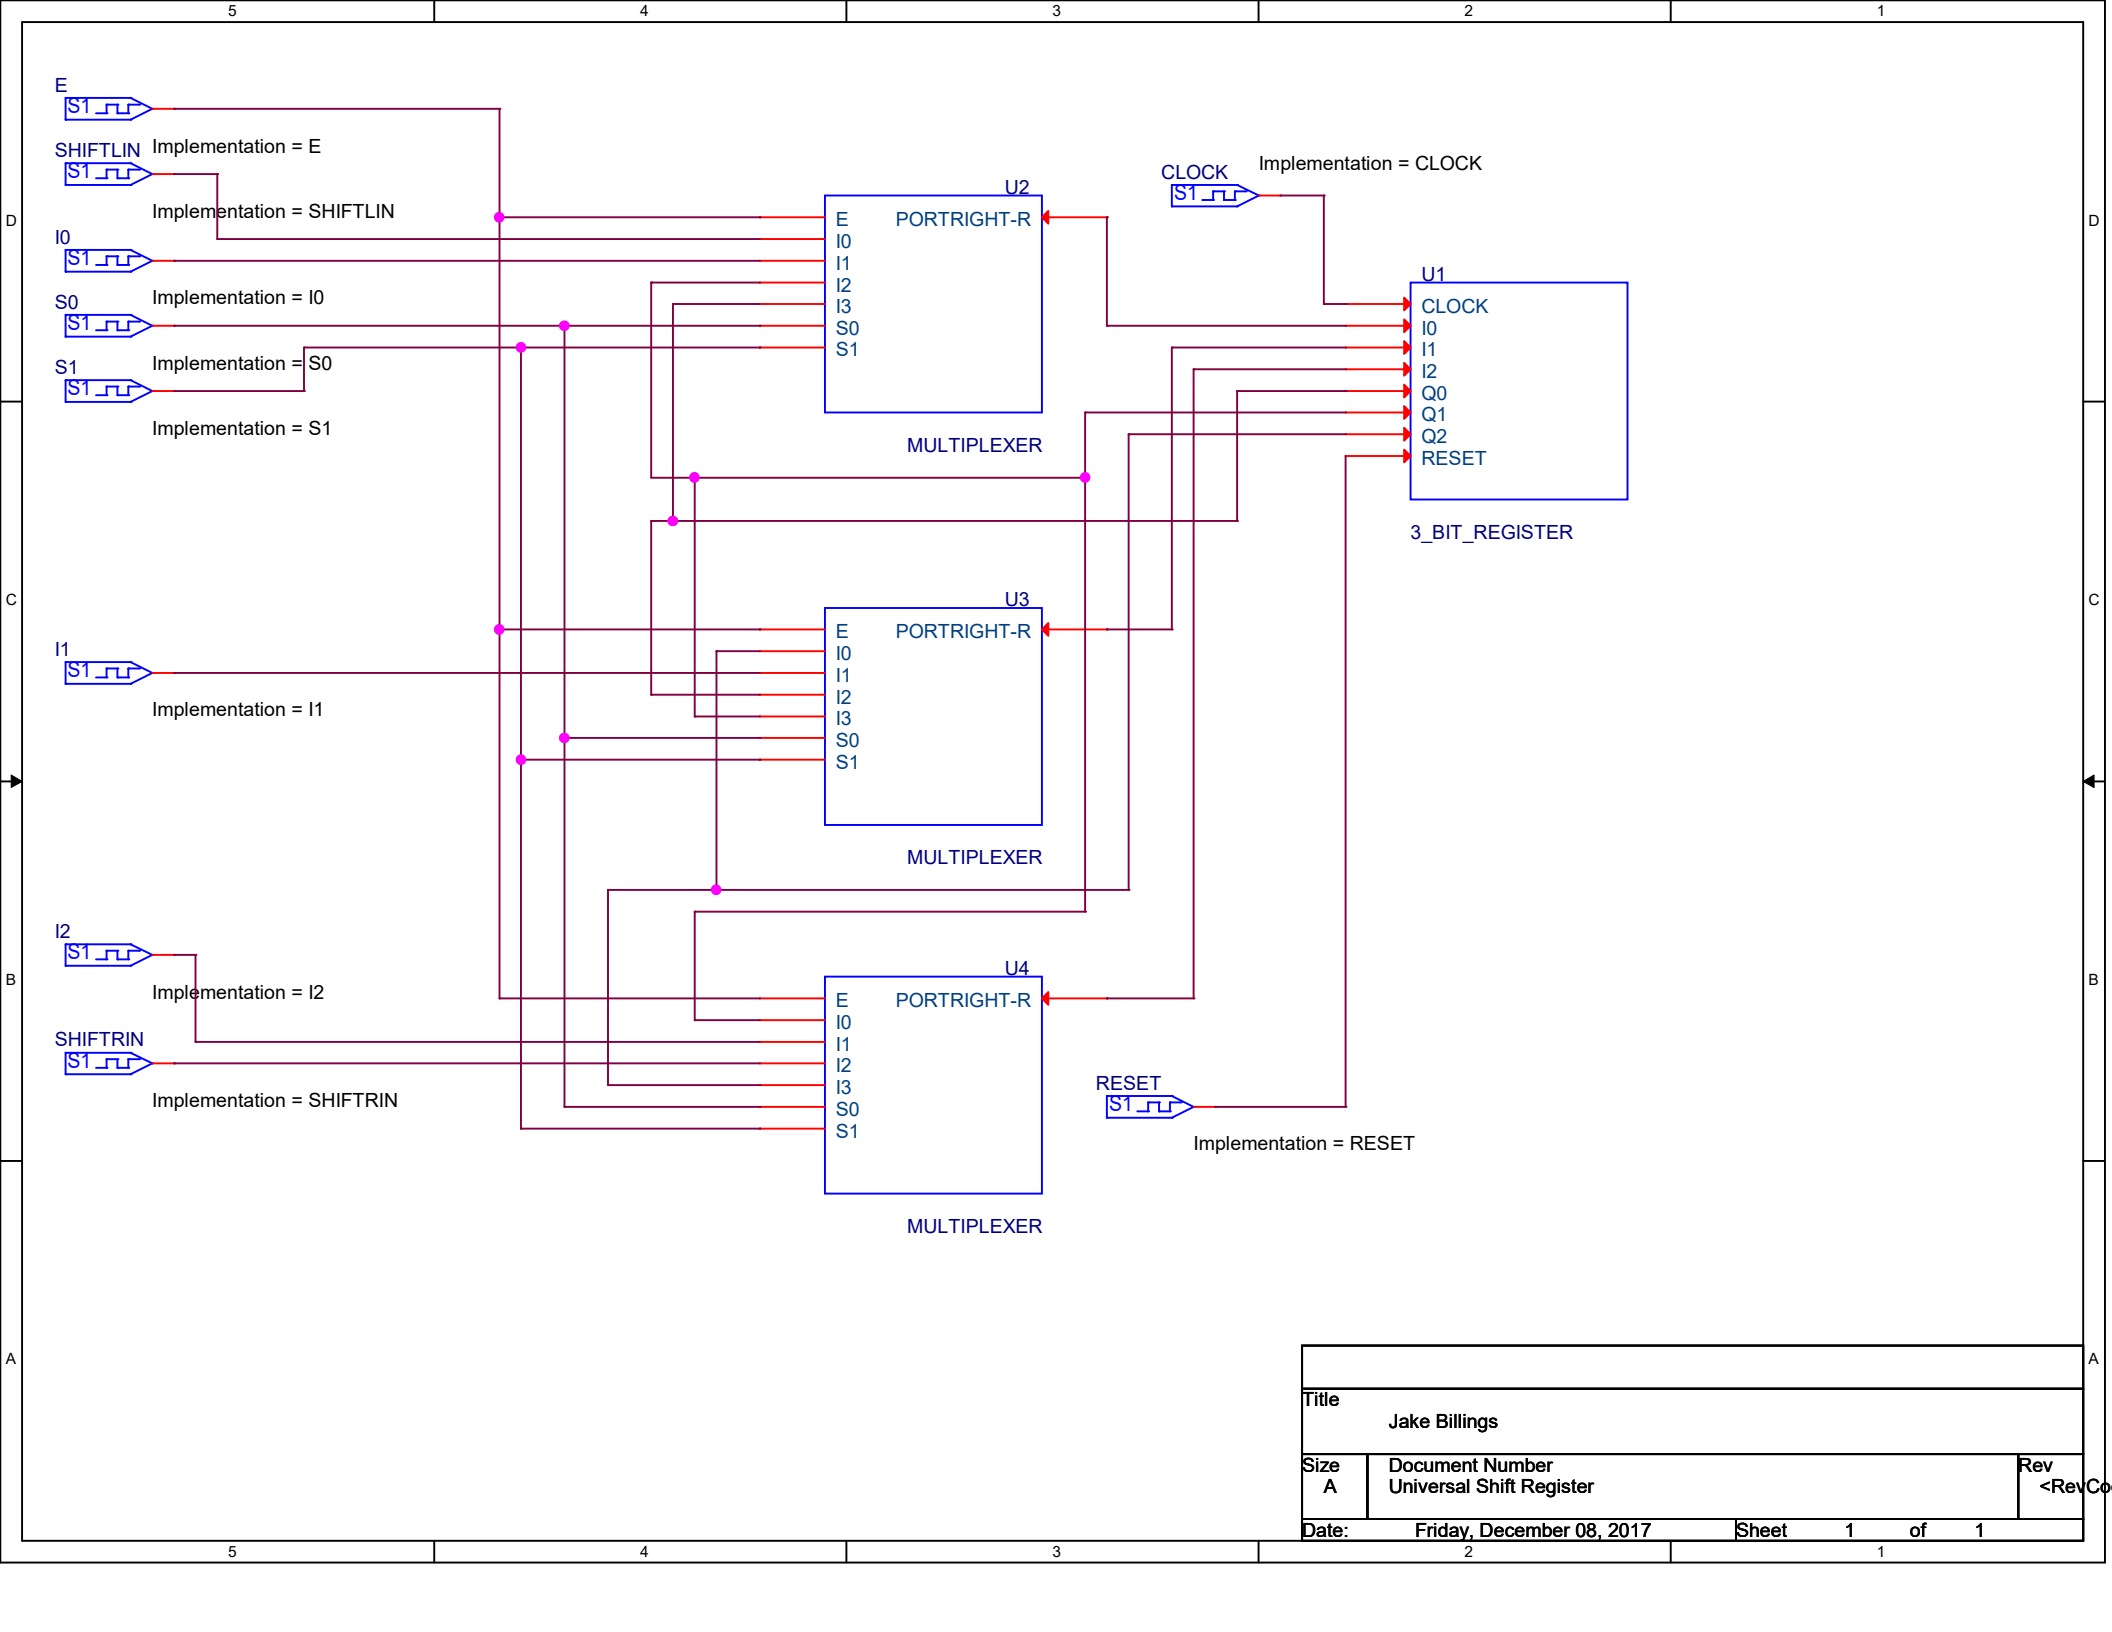 5 4 3 2 1
E
S1
Implementation = E
SHIFTLIN
S1
Implementation = SHIFTLIN
I0
S1
Implementation = I0
S0
S1
Implementation = S0
S1
S1
Implementation = S1
D
U2
E PORTRIGHT-R
I0
I1
I2
I3
S0
S1
MULTIPLEXER
CLOCK
S1
Implementation = CLOCK
D
U1
CLOCK
I0
I1
I2
Q0
Q1
Q2
RESET
3_BIT_REGISTER
C
C
I1
S1
Implementation = I1
U3
E PORTRIGHT-R
I0
I1
I2
I3
S0
S1
MULTIPLEXER
B
B
I2
S1
Implementation = I2
SHIFTRIN
S1
Implementation = SHIFTRIN
U4
E PORTRIGHT-R
I0
I1
I2
I3
S0
S1
MULTIPLEXER
RESET
S1
Implementation = RESET
A
A
Title
Jake Billings
Size Document Number Rev
A Universal Shift Register <RevCo
Date: Friday, December 08, 2017 Sheet 1 of 1
5 4 3 2 1